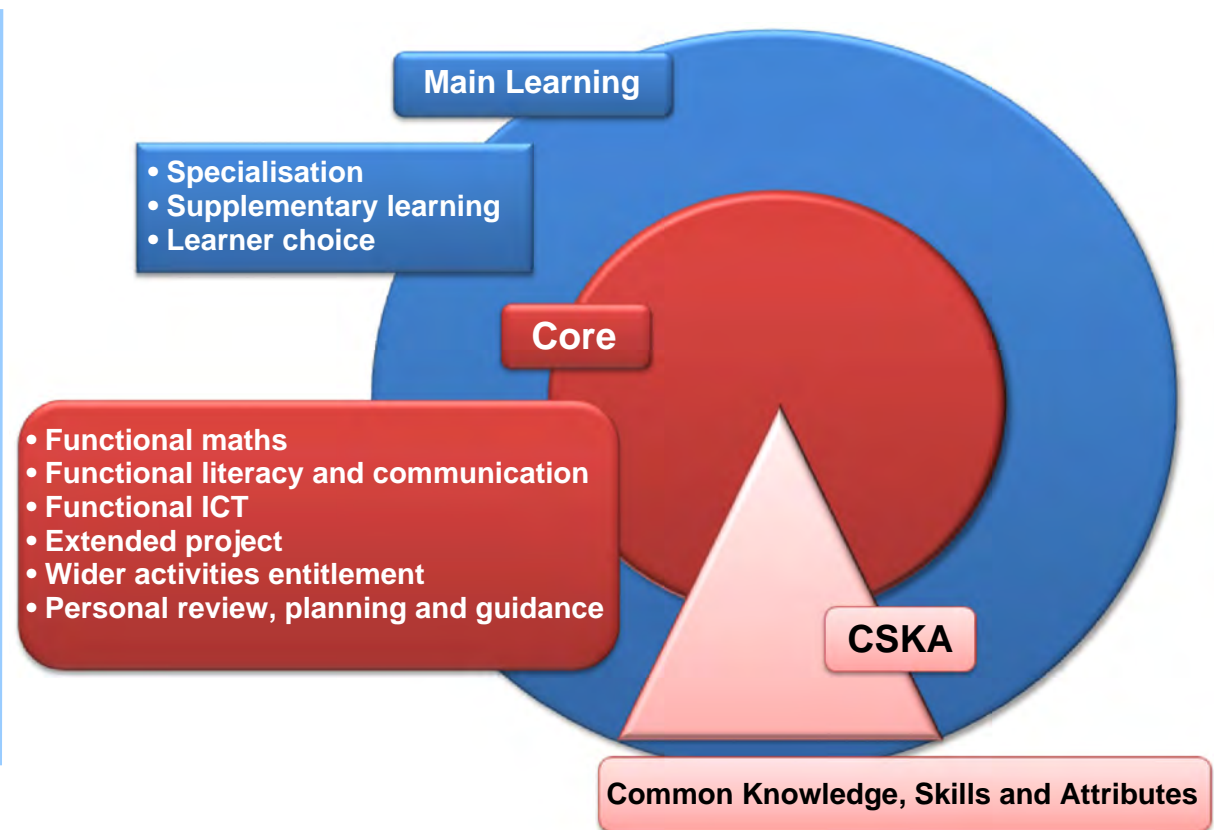 Main Learning
• Specialisation
• Supplementary learning
• Learner choice
Core
• Functional maths
• Functional literacy and communication
• Functional ICT
• Extended project
• Wider activities entitlement
• Personal review, planning and guidance
CSKA
Common Knowledge, Skills and Attributes